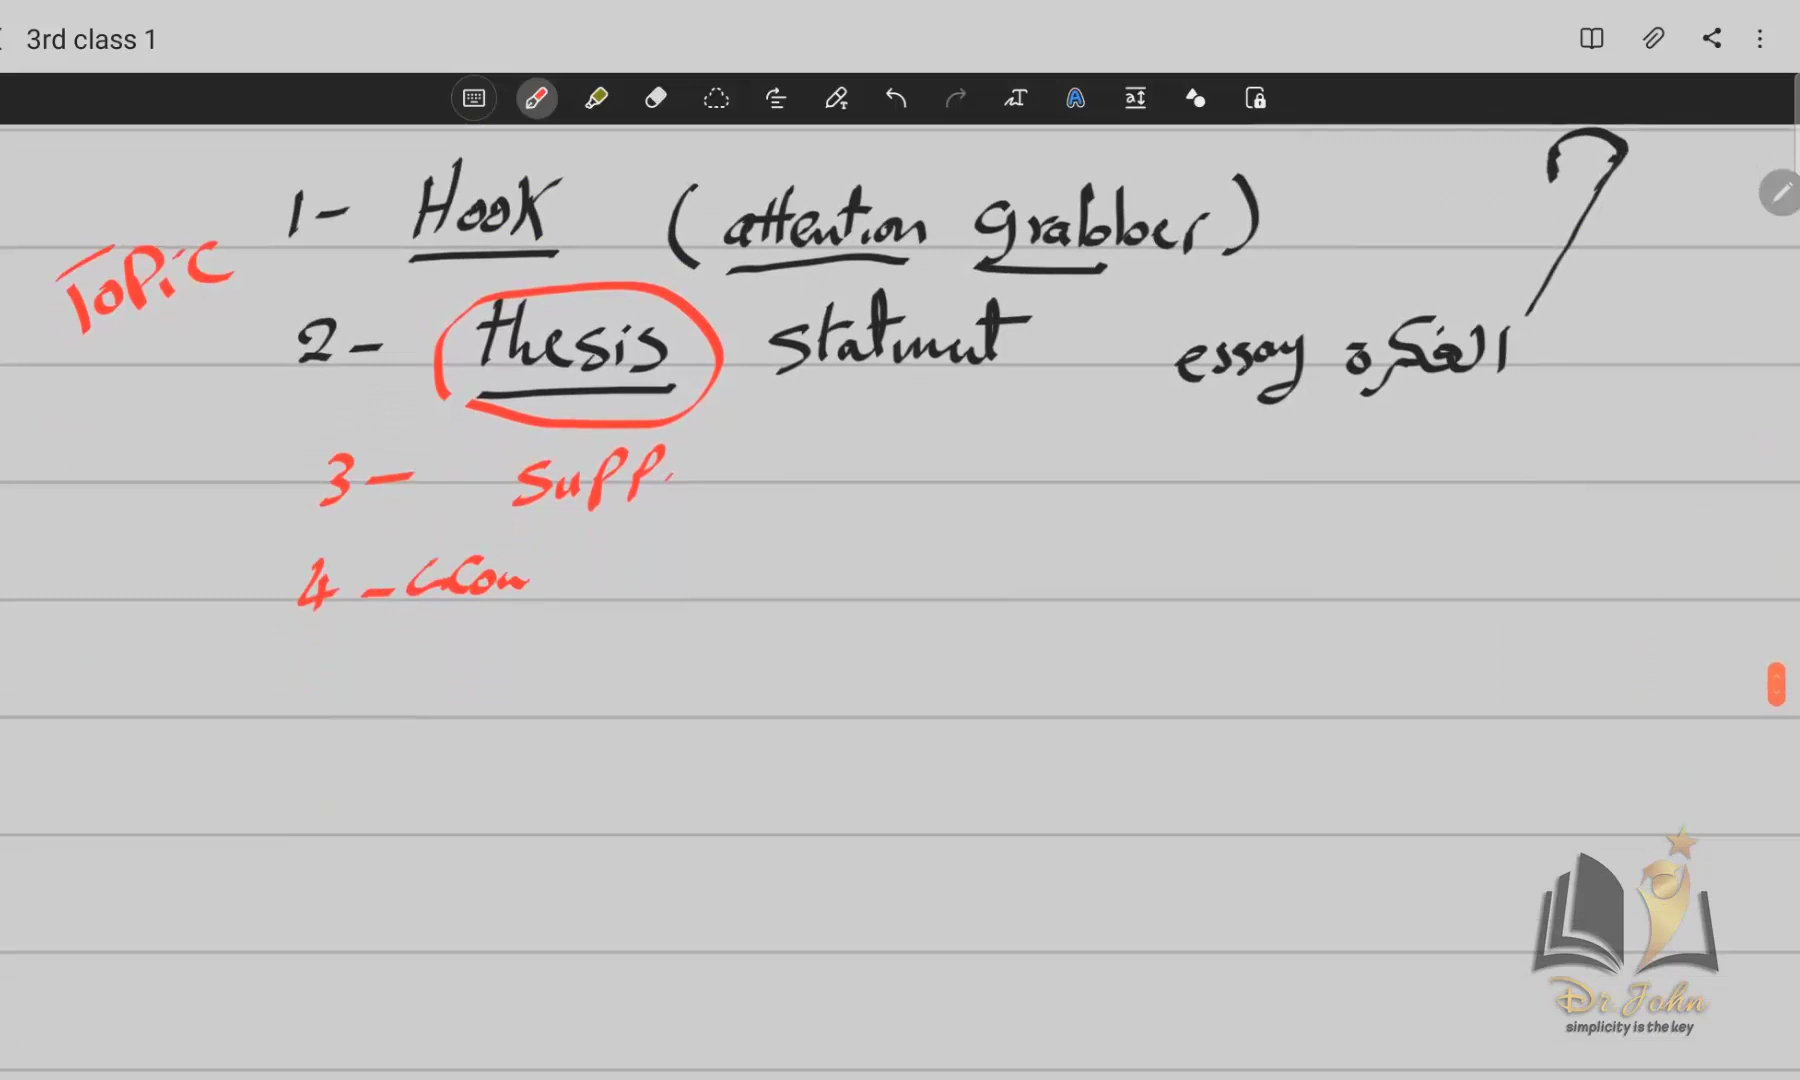 3rd class 1
1- Hook (attention grabber)
Topic
2- thesis statmut essay الفكرة
3- supp.
4- Con
Dr. John
simplicity is the key